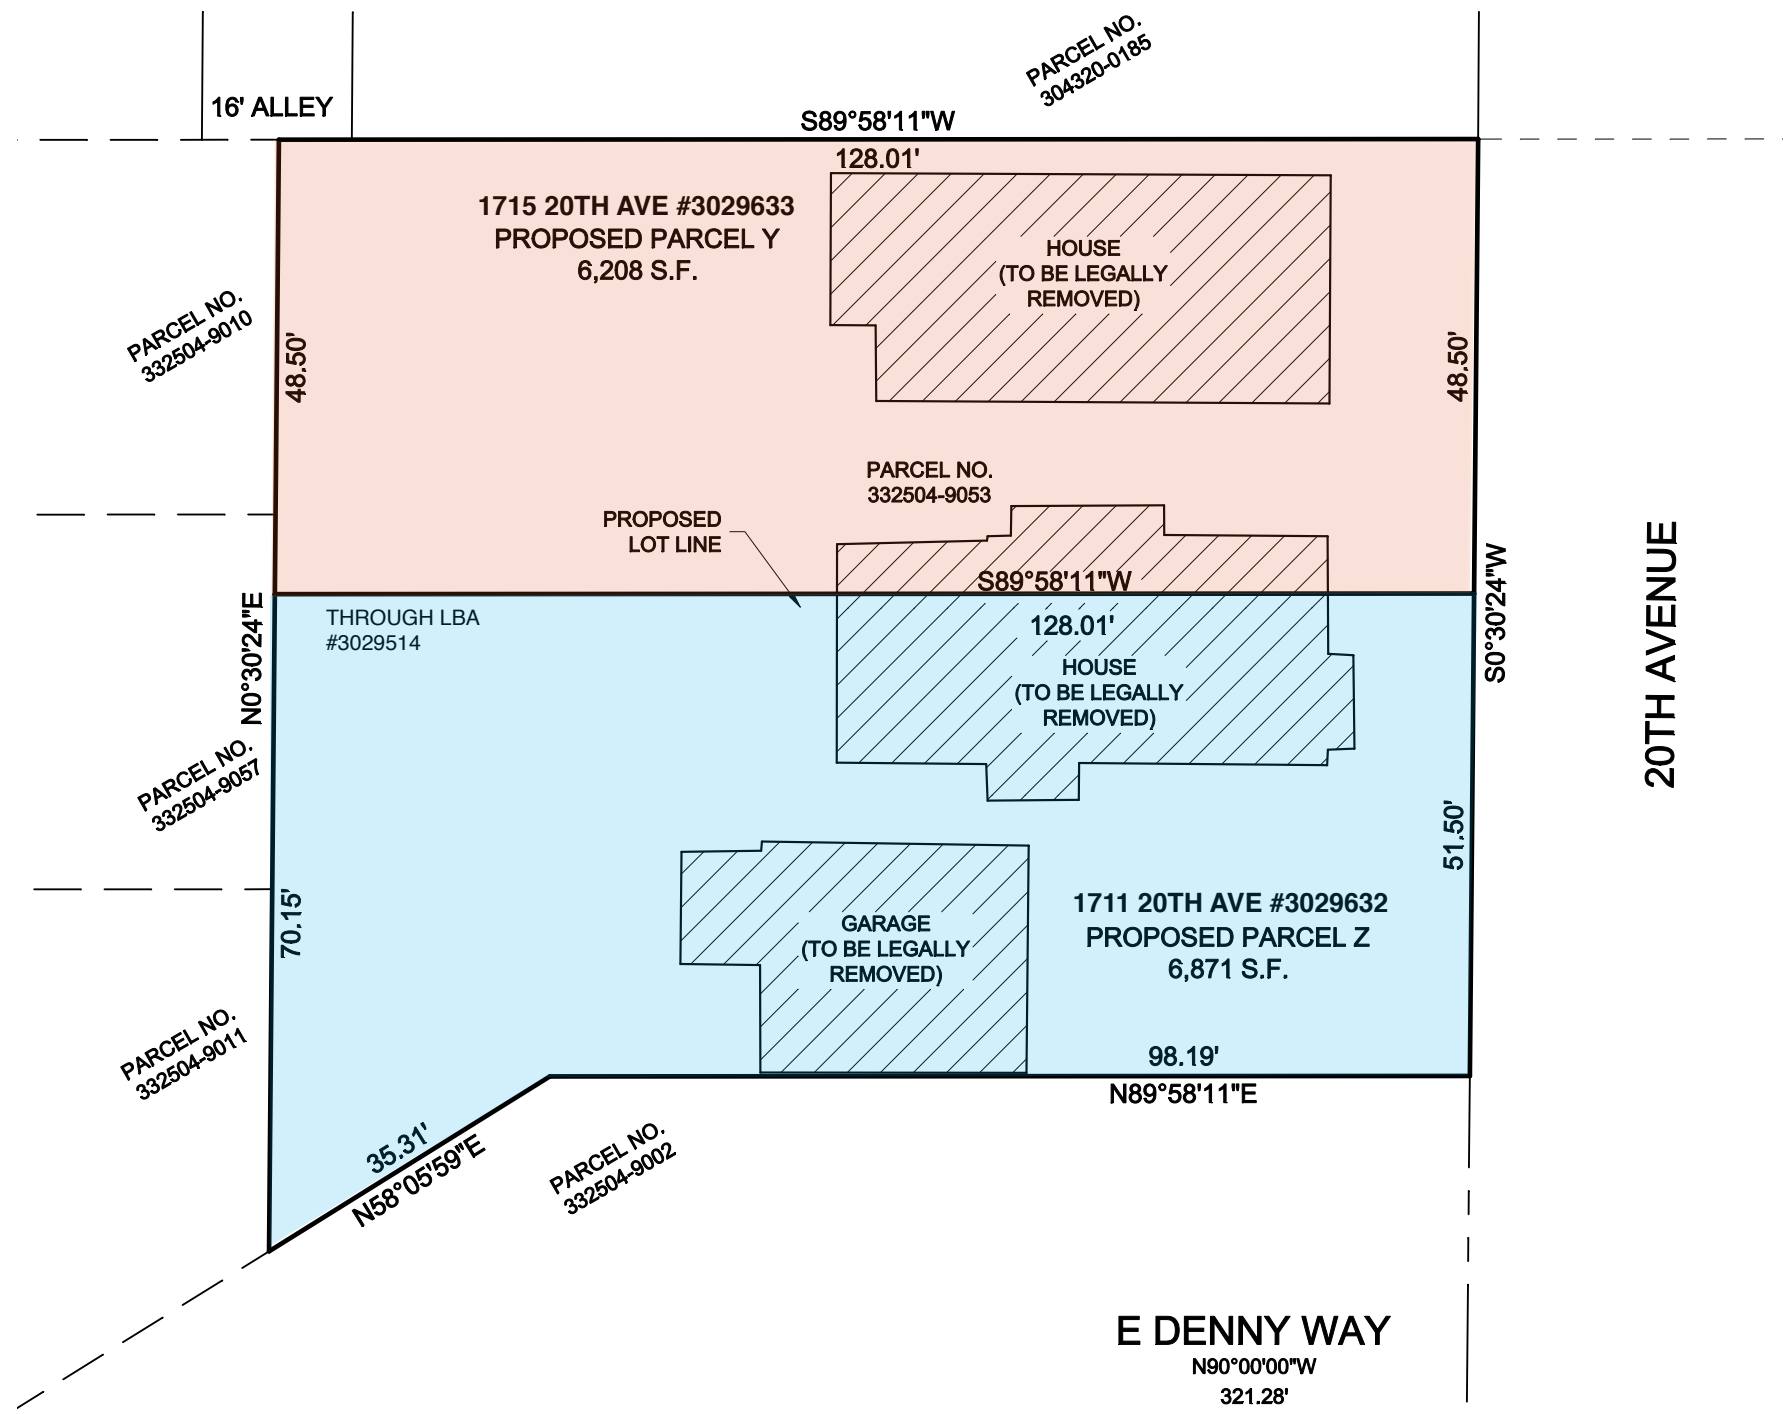 PARCEL NO.
304320-0185
16' ALLEY
S89°58'11"W
128.01'
1715 20TH AVE #3029633
PROPOSED PARCEL Y
6,208 S.F.
HOUSE
(TO BE LEGALLY
REMOVED)
PARCEL NO.
332504-9010
48.50'
48.50'
PARCEL NO.
332504-9053
PROPOSED
LOT LINE
S89°58'11"W
128.01'
THROUGH LBA
#3029514
N0°30'24"E
S0°30'24"W
20TH AVENUE
HOUSE
(TO BE LEGALLY
REMOVED)
PARCEL NO.
332504-9057
51.50'
70.15'
GARAGE
(TO BE LEGALLY
REMOVED)
1711 20TH AVE #3029632
PROPOSED PARCEL Z
6,871 S.F.
PARCEL NO.
332504-9011
98.19'
N89°58'11"E
35.31'
N58°05'59"E
PARCEL NO.
332504-9002
E DENNY WAY
N90°00'00"W
321.28'